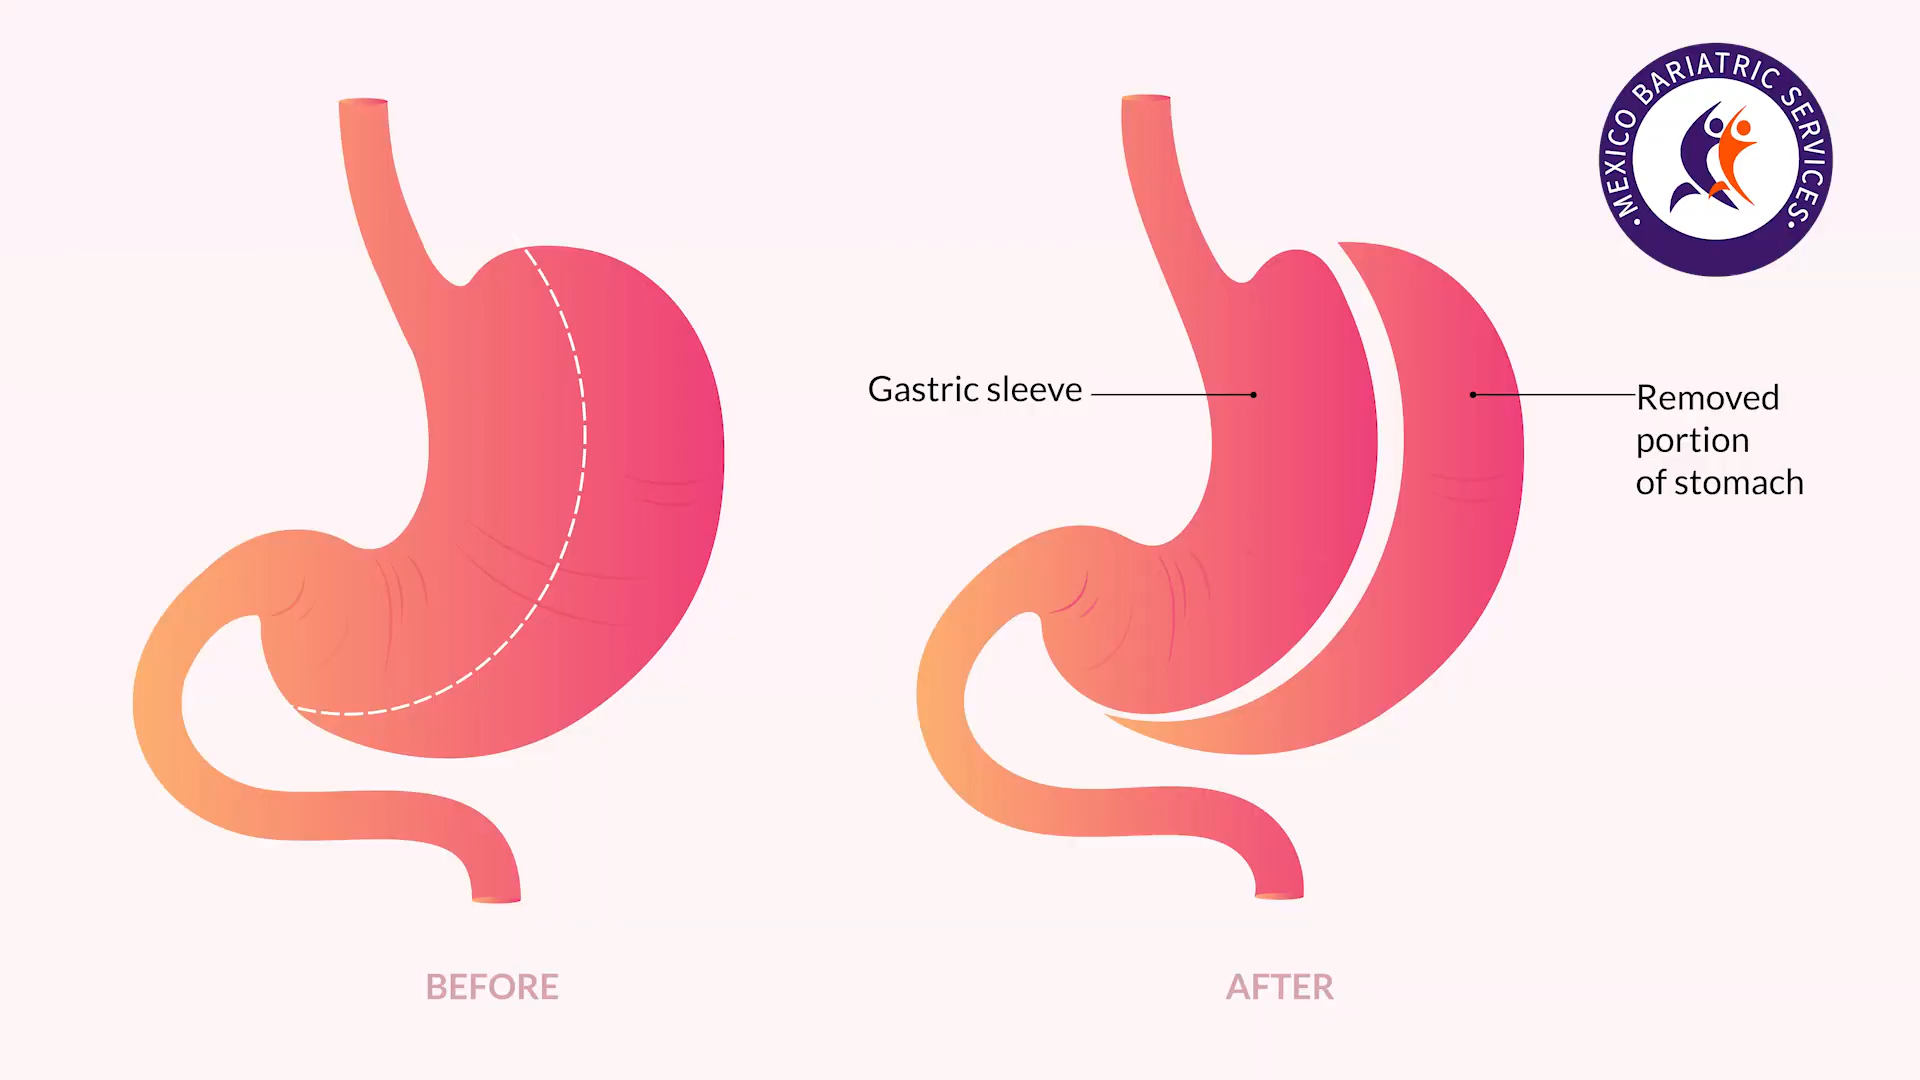 ·MEXICO BARIATRIC SERVICES·
Gastric sleeve
Removed
portion
of stomach
BEFORE
AFTER